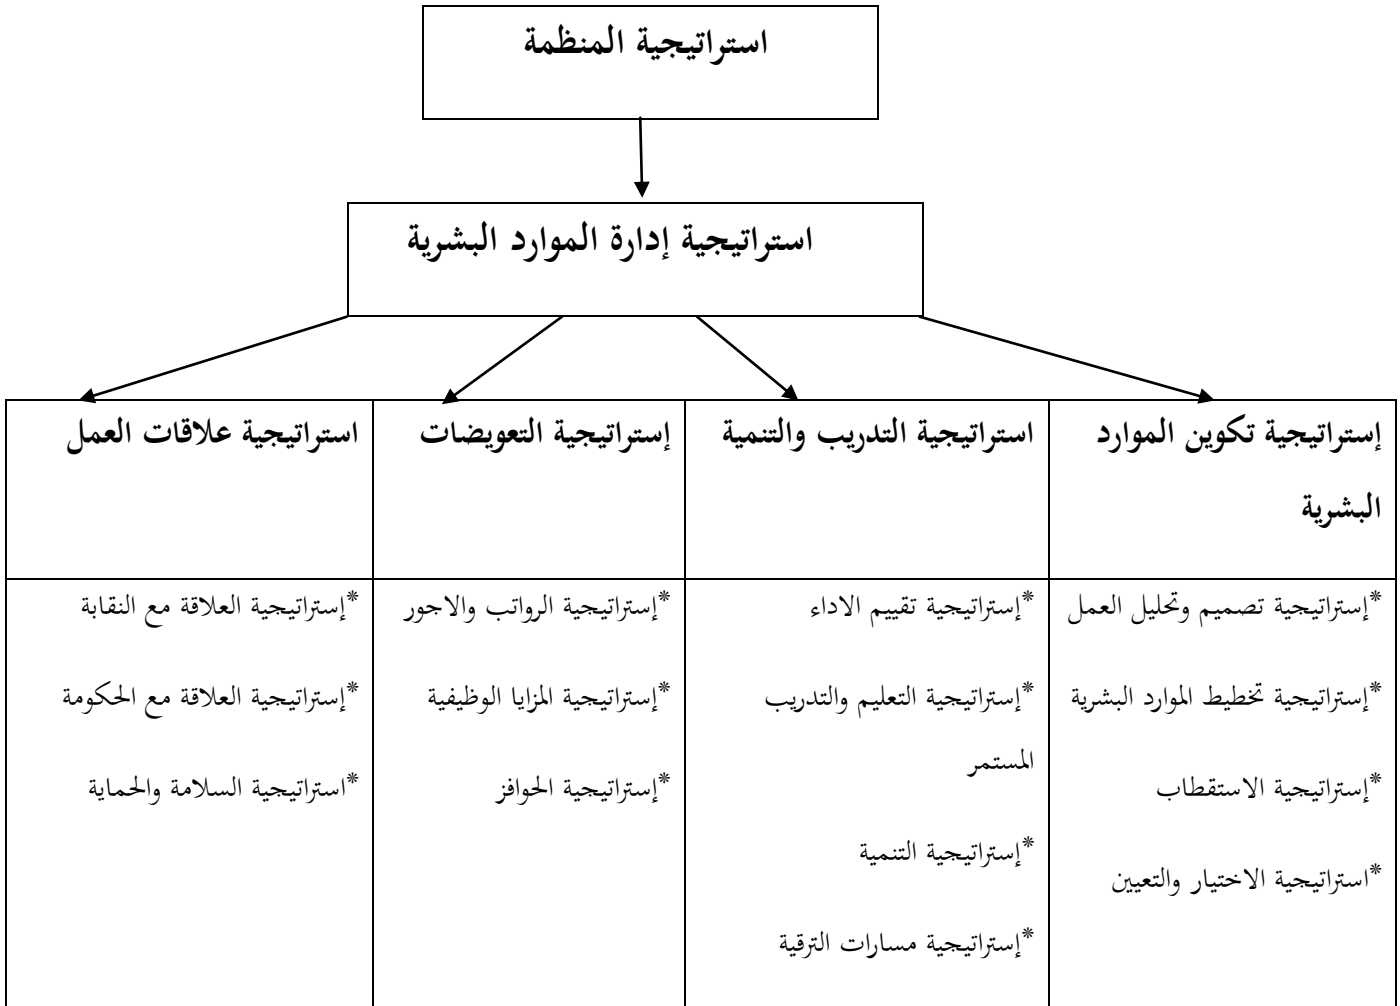 استراتيجية المنظمة
استراتيجية إدارة الموارد البشرية
إستراتيجية تكوين الموارد
البشرية
استراتيجية التدريب والتنمية
إستراتيجية التعويضات
استراتيجية علاقات العمل
*إستراتيجية تصميم وتحليل العمل
*إستراتيجية تخطيط الموارد البشرية
*إستراتيجية الاستقطاب
*استراتيجية الاختيار والتعيين
*إستراتيجية تقييم الاداء
*إستراتيجية التعليم والتدريب
المستمر
*إستراتيجية التنمية
*إستراتيجية مسارات الترقية
*إستراتيجية الرواتب والاجور
*إستراتيجية المزايا الوظيفية
*إستراتيجية الحوافز
*إستراتيجية العلاقة مع النقابة
*إستراتيجية العلاقة مع الحكومة
*استراتيجية السلامة والحماية